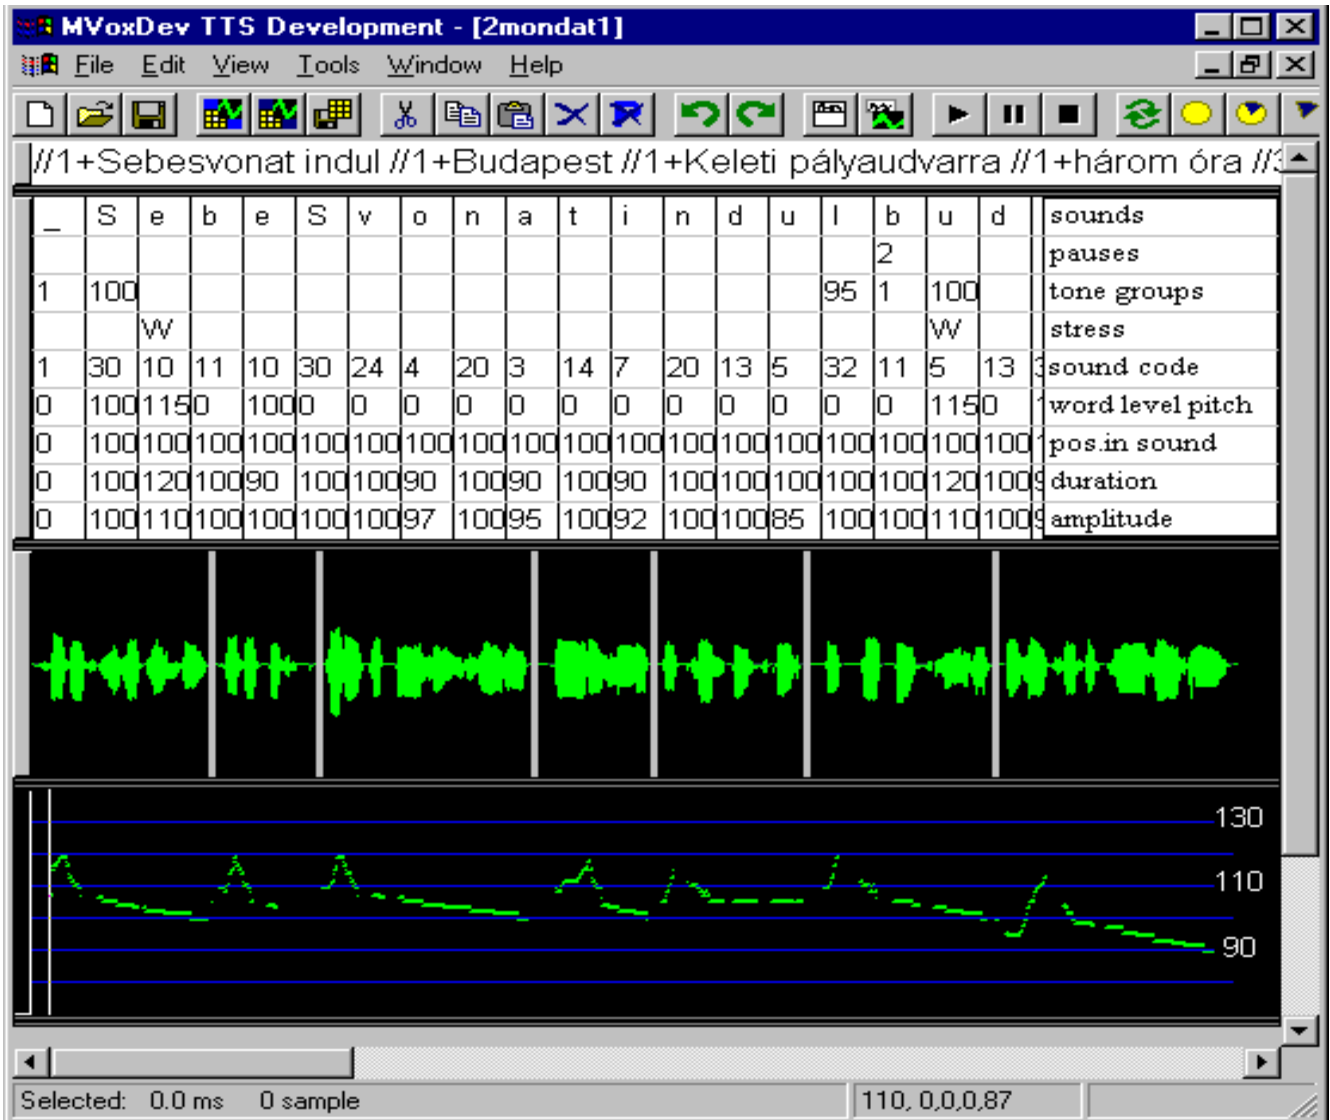 MVoxDev TTS Development - [2mondat1]
File Edit View Tools Window Help
//1+Sebesvonat indul //1+Budapest //1+Keleti pályaudvarra //1+három óra //3
_ S e b e S v o n a t i n d u l b u d sounds
2 pauses
1 100 95 1 100 tone groups
W W stress
1 30 10 11 10 30 24 4 20 3 14 7 20 13 5 32 11 5 13 sound code
0 100 115 0 100 0 0 0 0 0 0 0 0 0 0 0 0 115 0 word level pitch
0 100 100 100 100 100 100 100 100 100 100 100 100 100 100 100 100 100 100 pos.in sound
0 100 120 100 90 100 100 90 100 90 100 90 100 100 100 100 100 120 100 duration
0 100 110 100 100 100 100 97 100 95 100 92 100 100 85 100 100 110 100 amplitude
130
110
90
Selected: 0.0 ms 0 sample 110, 0,0,0,87